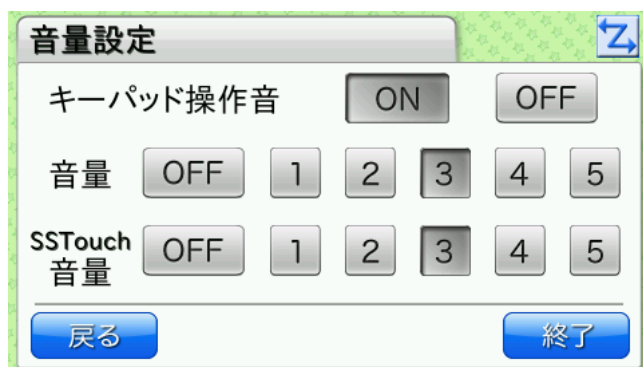 音量設定
Z
キーパッド操作音 ON OFF
音量 OFF 1 2 3 4 5
SSTouch
音量 OFF 1 2 3 4 5
戻る 終了